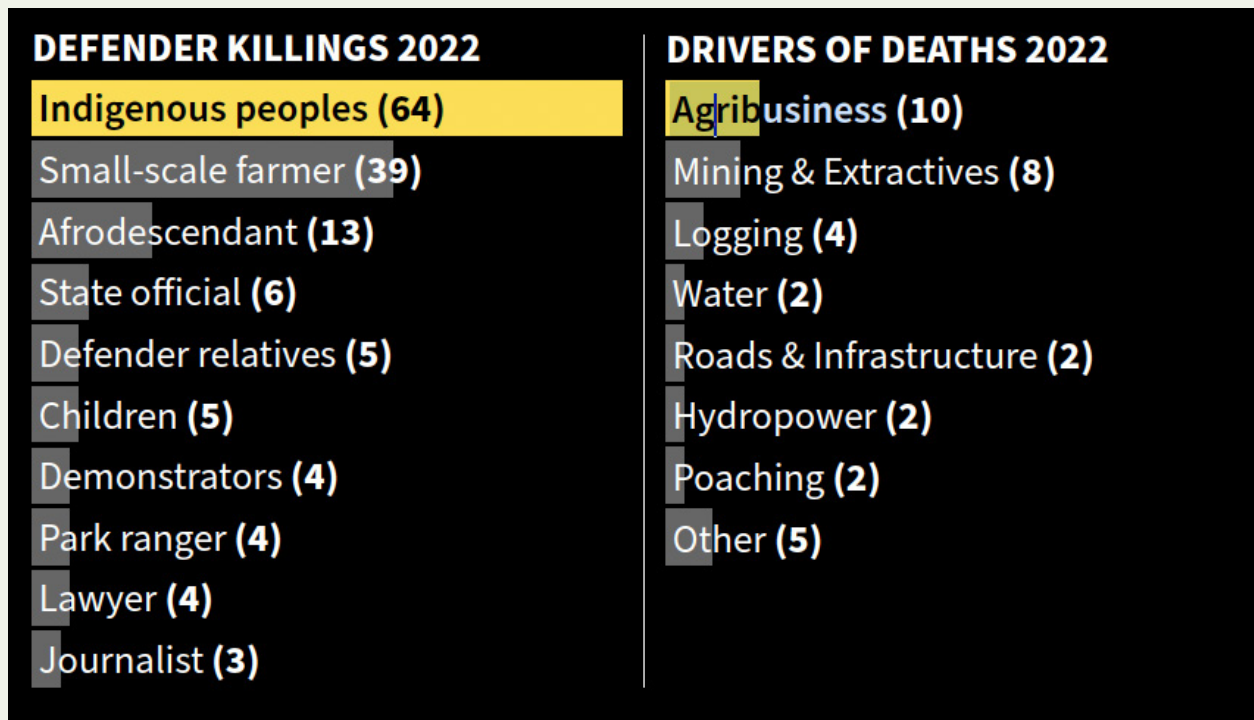 DEFENDER KILLINGS 2022
Indigenous peoples (64)
Small-scale farmer (39)
Afrodescendant (13)
State official (6)
Defender relatives (5)
Children (5)
Demonstrators (4)
Park ranger (4)
Lawyer (4)
Journalist (3)
DRIVERS OF DEATHS 2022
Agribusiness (10)
Mining & Extractives (8)
Logging (4)
Water (2)
Roads & Infrastructure (2)
Hydropower (2)
Poaching (2)
Other (5)